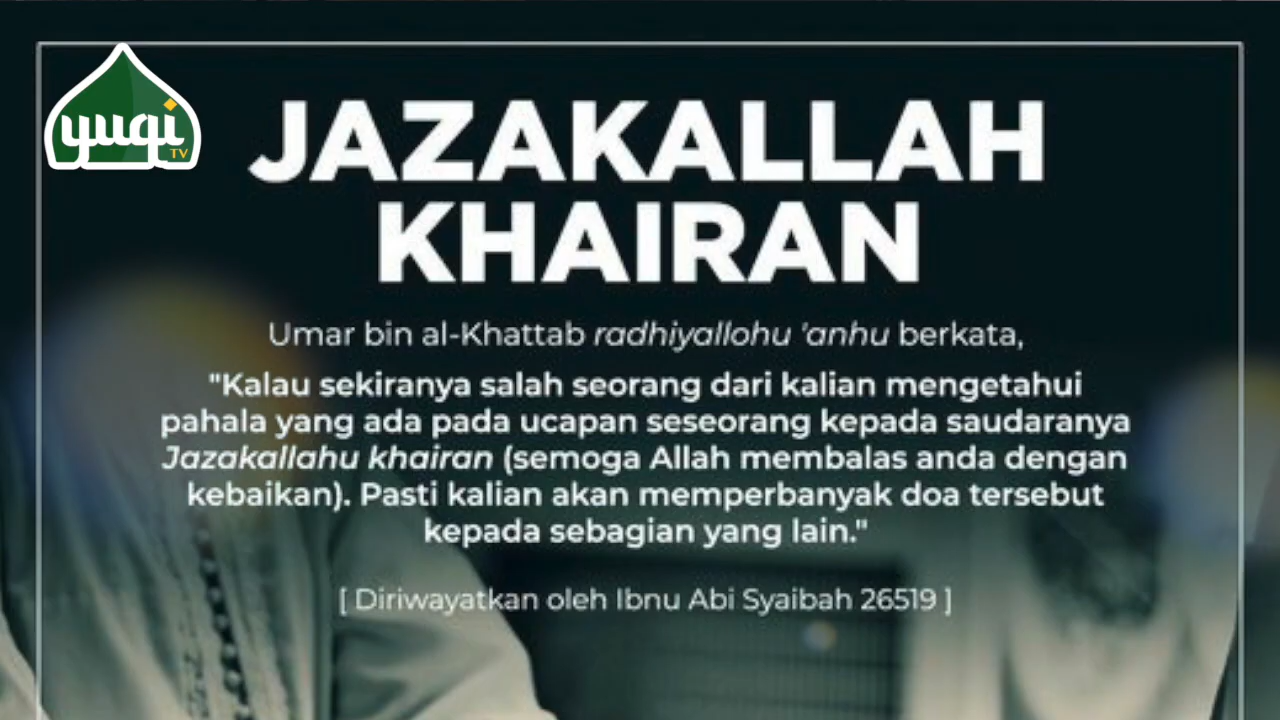 yuqi
TV
JAZAKALLAH
KHAIRAN
Umar bin al-Khattab radhiyallohu 'anhu berkata,
"Kalau sekiranya salah seorang dari kalian mengetahui
pahala yang ada pada ucapan seseorang kepada saudaranya
Jazakallahu khairan (semoga Allah membalas anda dengan
kebaikan). Pasti kalian akan memperbanyak doa tersebut
kepada sebagian yang lain."
[ Diriwayatkan oleh Ibnu Abi Syaibah 26519 ]